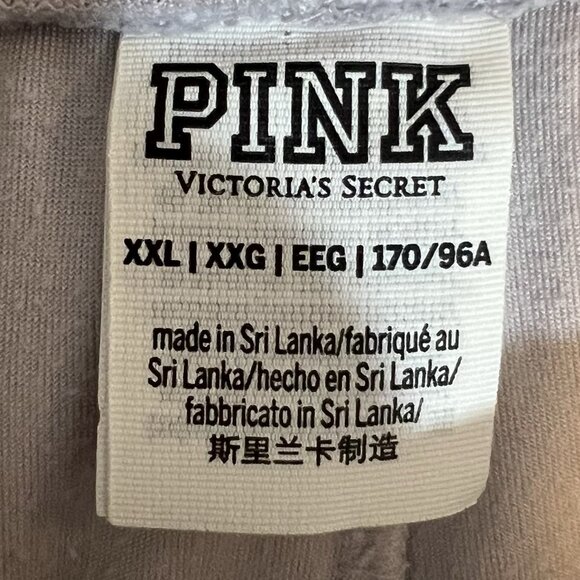 PINK
VICTORIA'S SECRET
XXL | XXG | EEG | 170/96A
made in Sri Lanka/fabriqué au
Sri Lanka/hecho en Sri Lanka/
fabbricato in Sri Lanka/
斯里兰卡制造